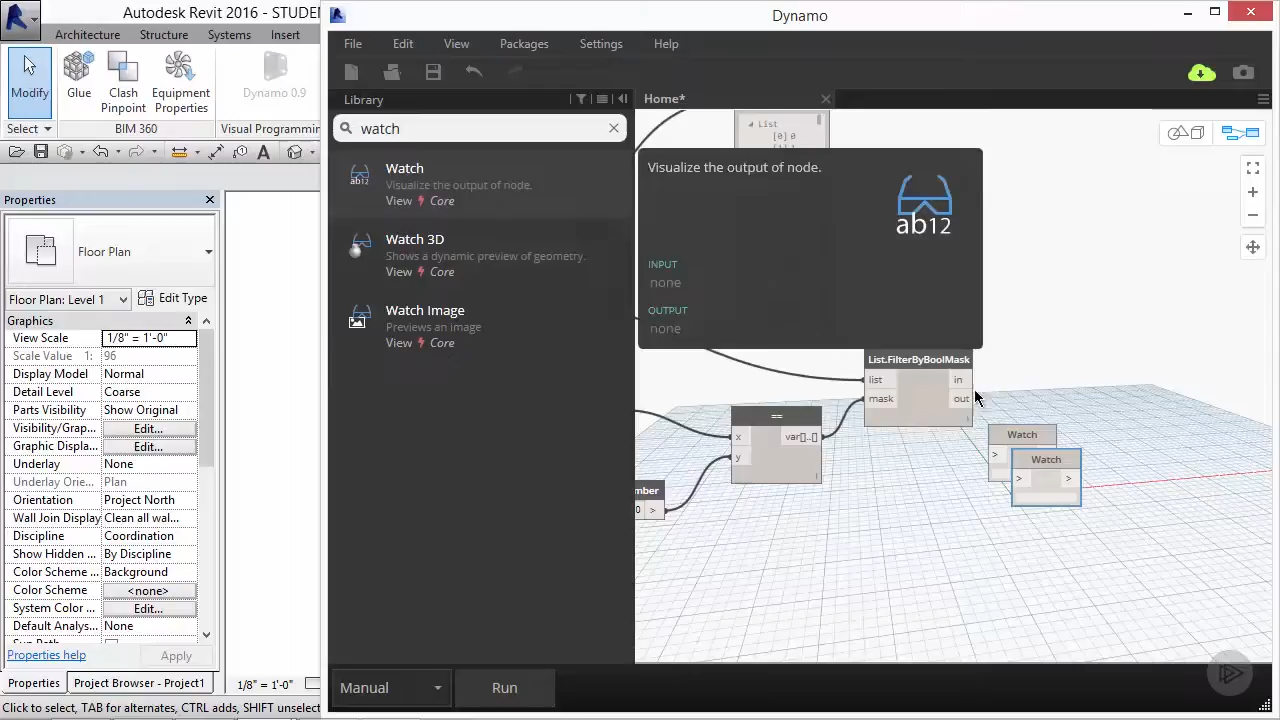 Autodesk Revit 2016 - STUDE
Dynamo
Architecture Structure Systems Insert
File Edit View Packages Settings Help
Modify
Glue
Clash Pinpoint
Equipment Properties
Dynamo 0.9
Select
BIM 360
Visual Programmin
Library
Home*
watch
Watch
Visualize the output of node.
View Core
Watch 3D
Shows a dynamic preview of geometry.
View Core
Watch Image
Previews an image
View Core
List
[0] 0
Visualize the output of node.
ab12
INPUT
none
OUTPUT
none
List.FilterByBoolMask
list in
mask out
==
x var[]..[]
y
mber
0 >
Watch
>
Watch
> >
Properties
Floor Plan
Floor Plan: Level 1
Edit Type
Graphics
View Scale 1/8" = 1'-0"
Scale Value 1: 96
Display Model Normal
Detail Level Coarse
Parts Visibility Show Original
Visibility/Grap... Edit...
Graphic Displ... Edit...
Underlay None
Underlay Orie... Plan
Orientation Project North
Wall Join Display Clean all wal...
Discipline Coordination
Show Hidden ... By Discipline
Color Scheme ... Background
Color Scheme <none>
System Color ... Edit...
Default Analys... None
Properties help
Apply
Properties
Project Browser - Project1
1/8" = 1'-0"
Manual
Run
Click to select, TAB for alternates, CTRL adds, SHIFT unselect